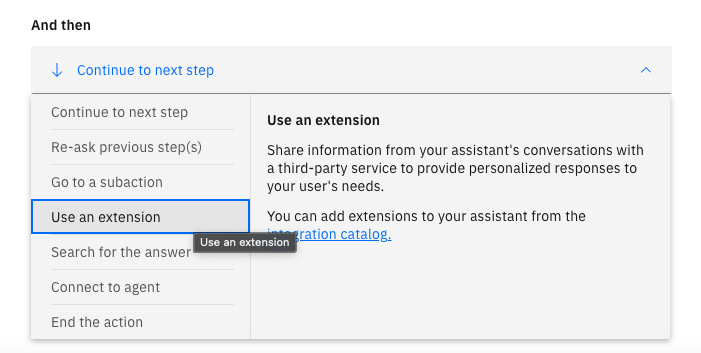 And then
Continue to next step
Continue to next step
Re-ask previous step(s)
Go to a subaction
Use an extension
Search for the answer
Connect to agent
End the action
Use an extension
Use an extension
Share information from your assistant's conversations with
a third-party service to provide personalized responses to
your user's needs.
You can add extensions to your assistant from the
integration catalog.